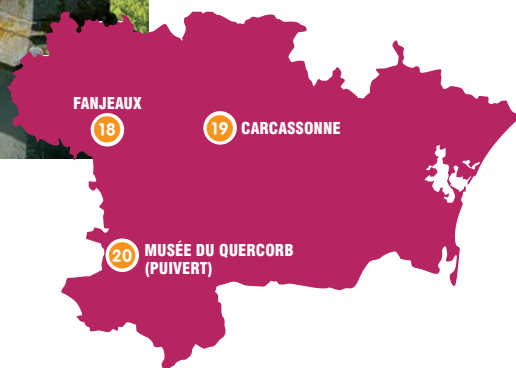 FANJEAUX
18
19 CARCASSONNE
20 MUSÉE DU QUERCORB
(PUIVERT)